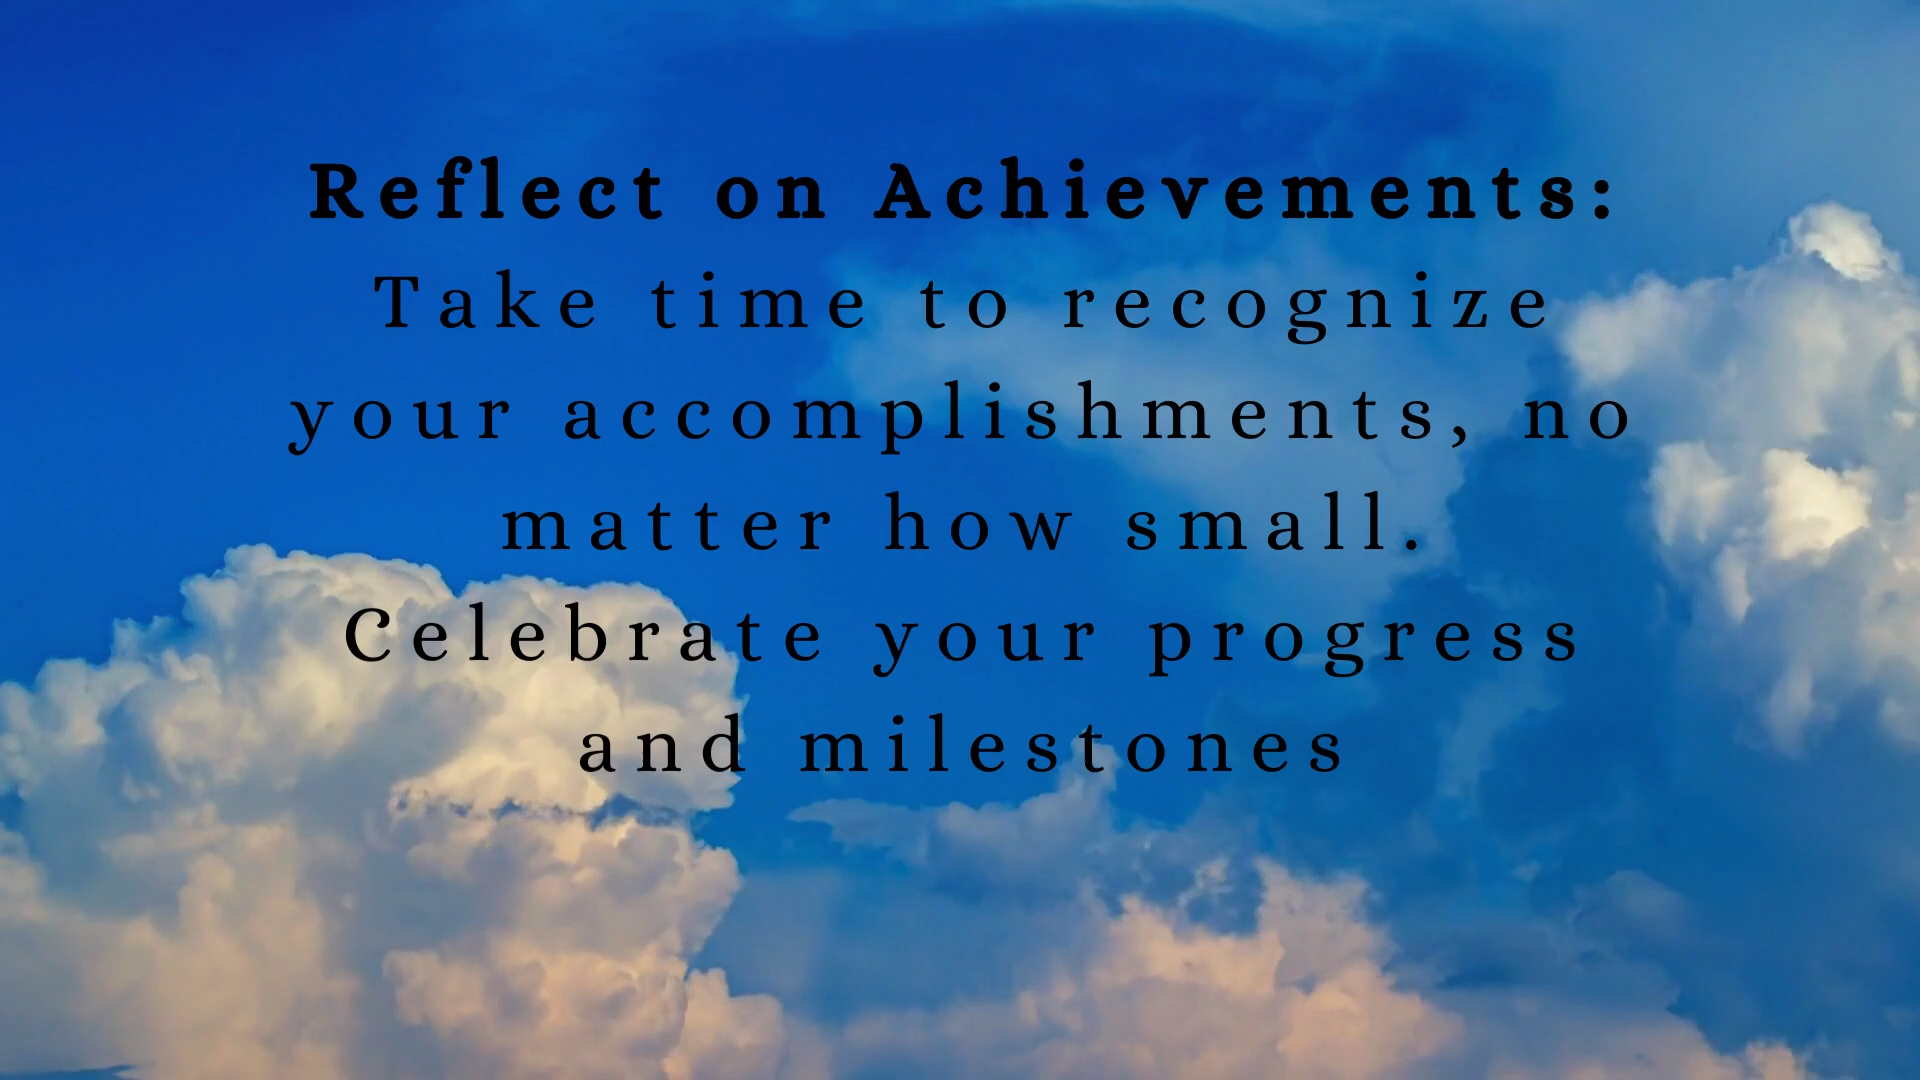 Reflect on Achievements:
Take time to recognize
your accomplishments, no
matter how small.
Celebrate your progress
and milestones